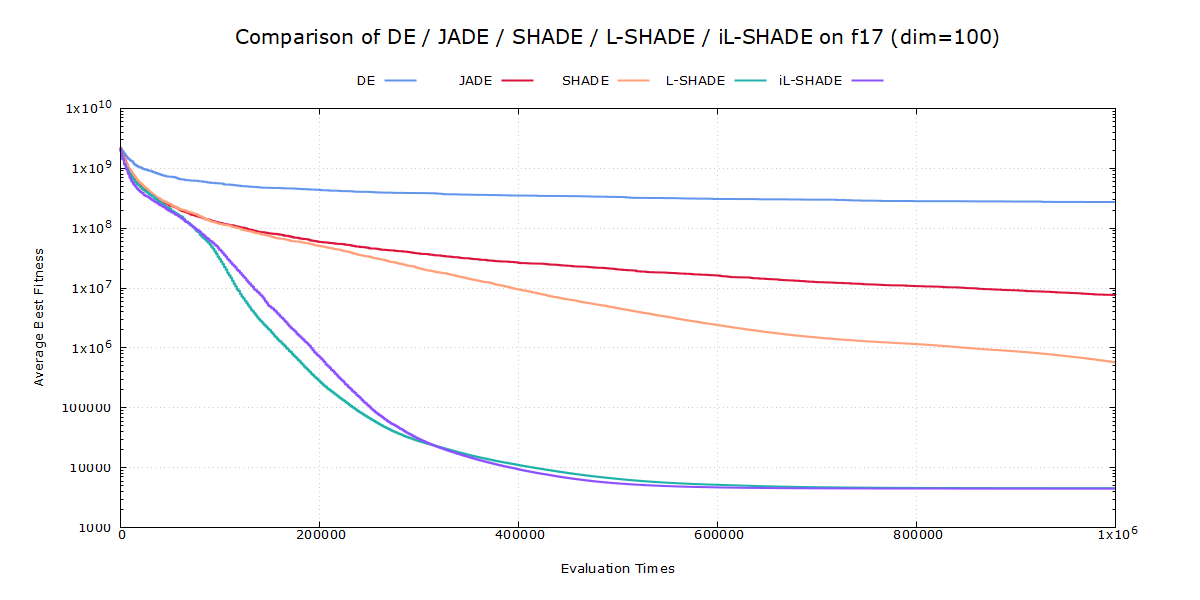 Comparison of DE / JADE / SHADE / L-SHADE / iL-SHADE on f17 (dim=100)
DE JADE SHADE L-SHADE iL-SHADE
1x10^10
1x10^9
1x10^8
1x10^7
1x10^6
100000
10000
1000
Average Best Fitness
0 200000 400000 600000 800000 1x10^6
Evaluation Times